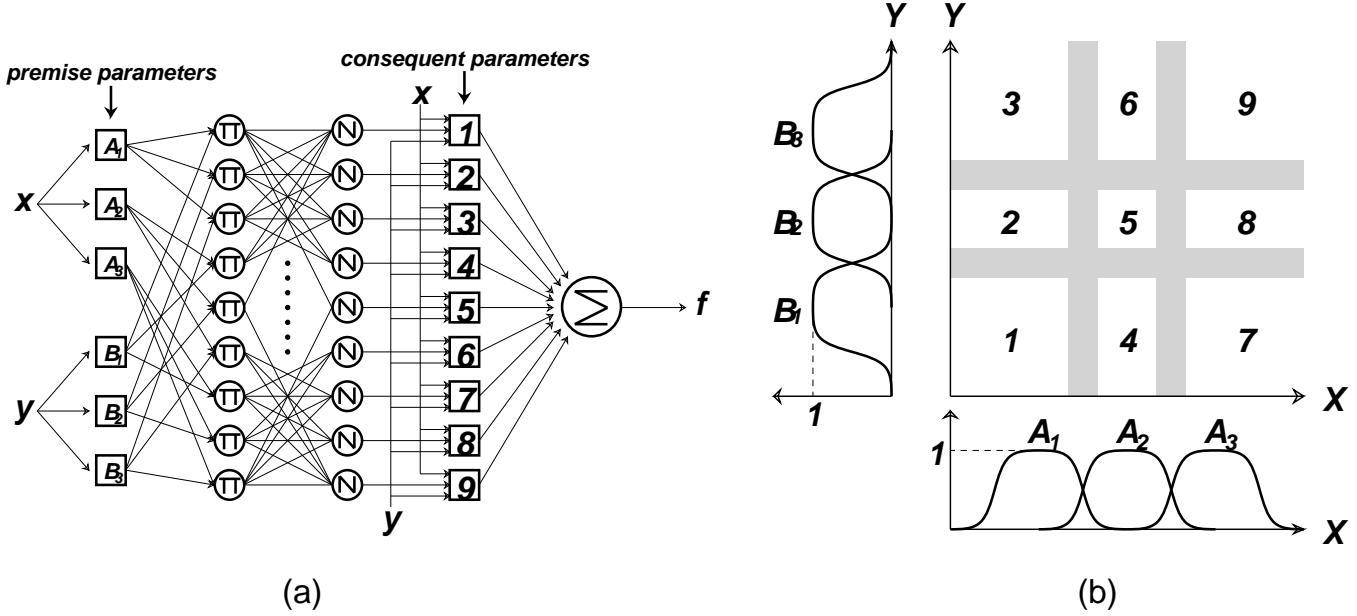 premise parameters
consequent parameters
x
y
A₁
A₂
A₃
B₁
B₂
B₃
Π
Π
Π
Π
Π
Π
Π
Π
Π
N
N
N
N
N
N
N
N
N
x
y
1
2
3
4
5
6
7
8
9
Σ
f
(a)
Y
B₃
B₂
B₁
1
Y
3 6 9
2 5 8
1 4 7
X
A₁ A₂ A₃
1
X
(b)